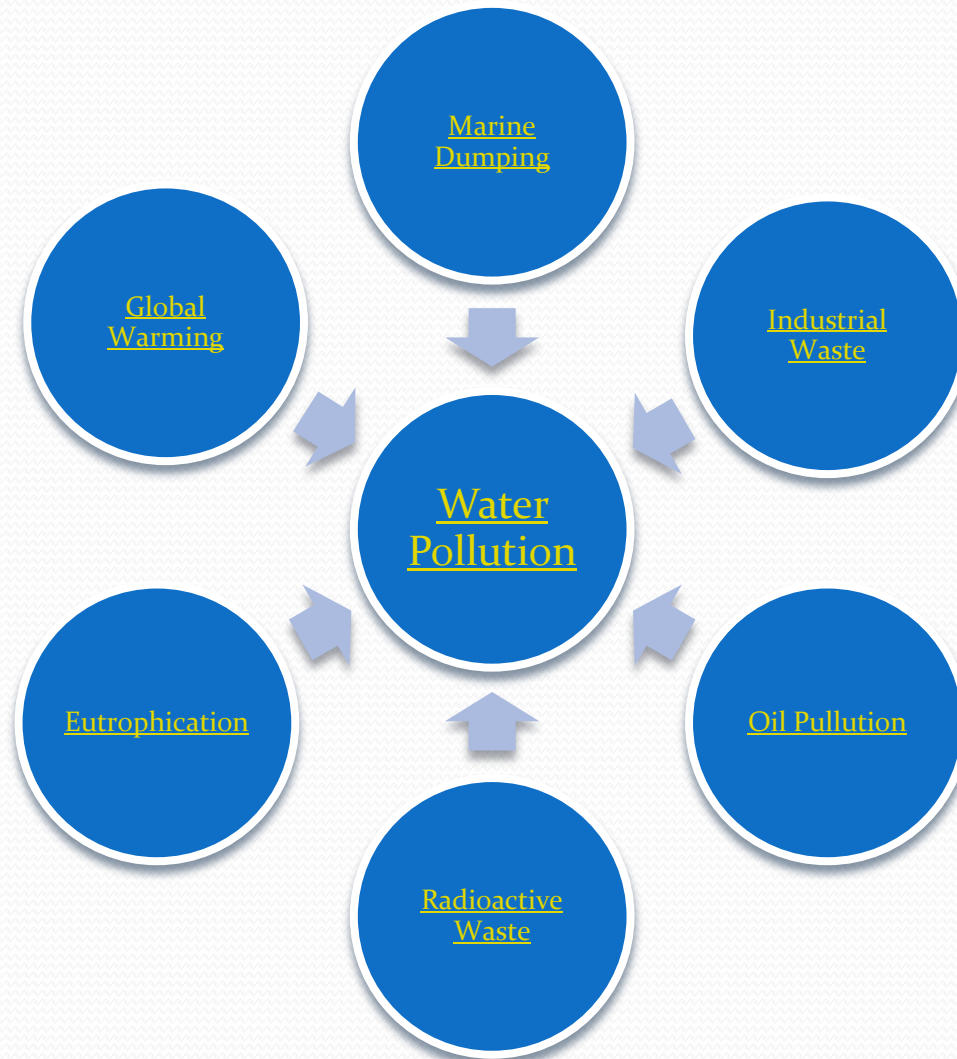 Marine
Dumping
Global
Warming
Industrial
Waste
Water
Pollution
Eutrophication
Oil Pullution
Radioactive
Waste